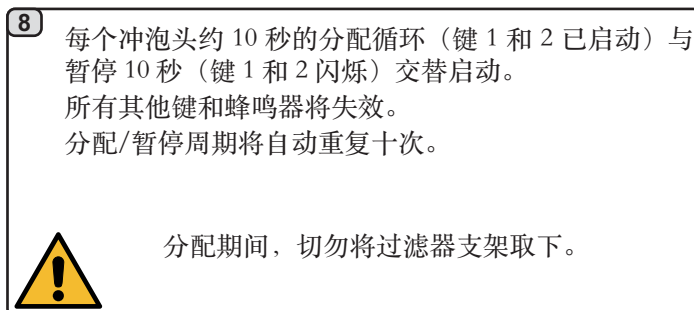 8
每个冲泡头约 10 秒的分配循环（键 1 和 2 已启动）与
暂停 10 秒（键 1 和 2 闪烁）交替启动。
所有其他键和蜂鸣器将失效。
分配/暂停周期将自动重复十次。
分配期间，切勿将过滤器支架取下。